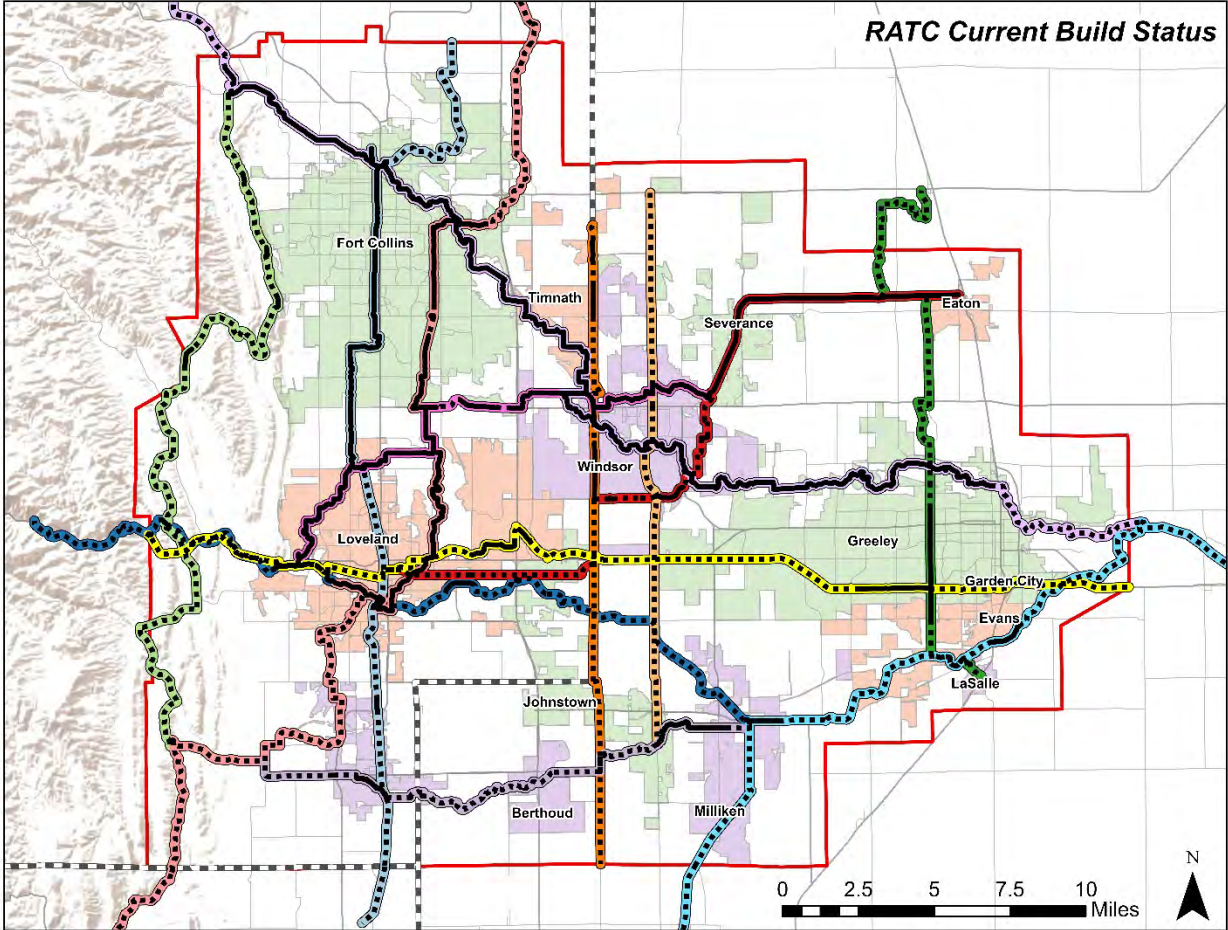 RATC Current Build Status
Fort Collins
Timnath
Severance
Eaton
Windsor
Loveland
Greeley
Garden City
Evans
LaSalle
Johnstown
Berthoud
Milliken
N
0 2.5 5 7.5 10
Miles